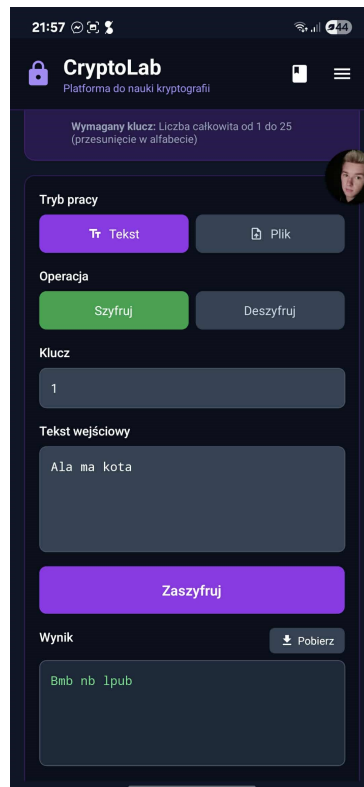 21:57
44
CryptoLab
Platforma do nauki kryptografii
Wymagany klucz: Liczba całkowita od 1 do 25
(przesunięcie w alfabecie)
Tryb pracy
Tekst
Plik
Operacja
Szyfruj
Deszyfruj
Klucz
1
Tekst wejściowy
Ala ma kota
Zaszyfruj
Wynik
Pobierz
Bmb nb lpub